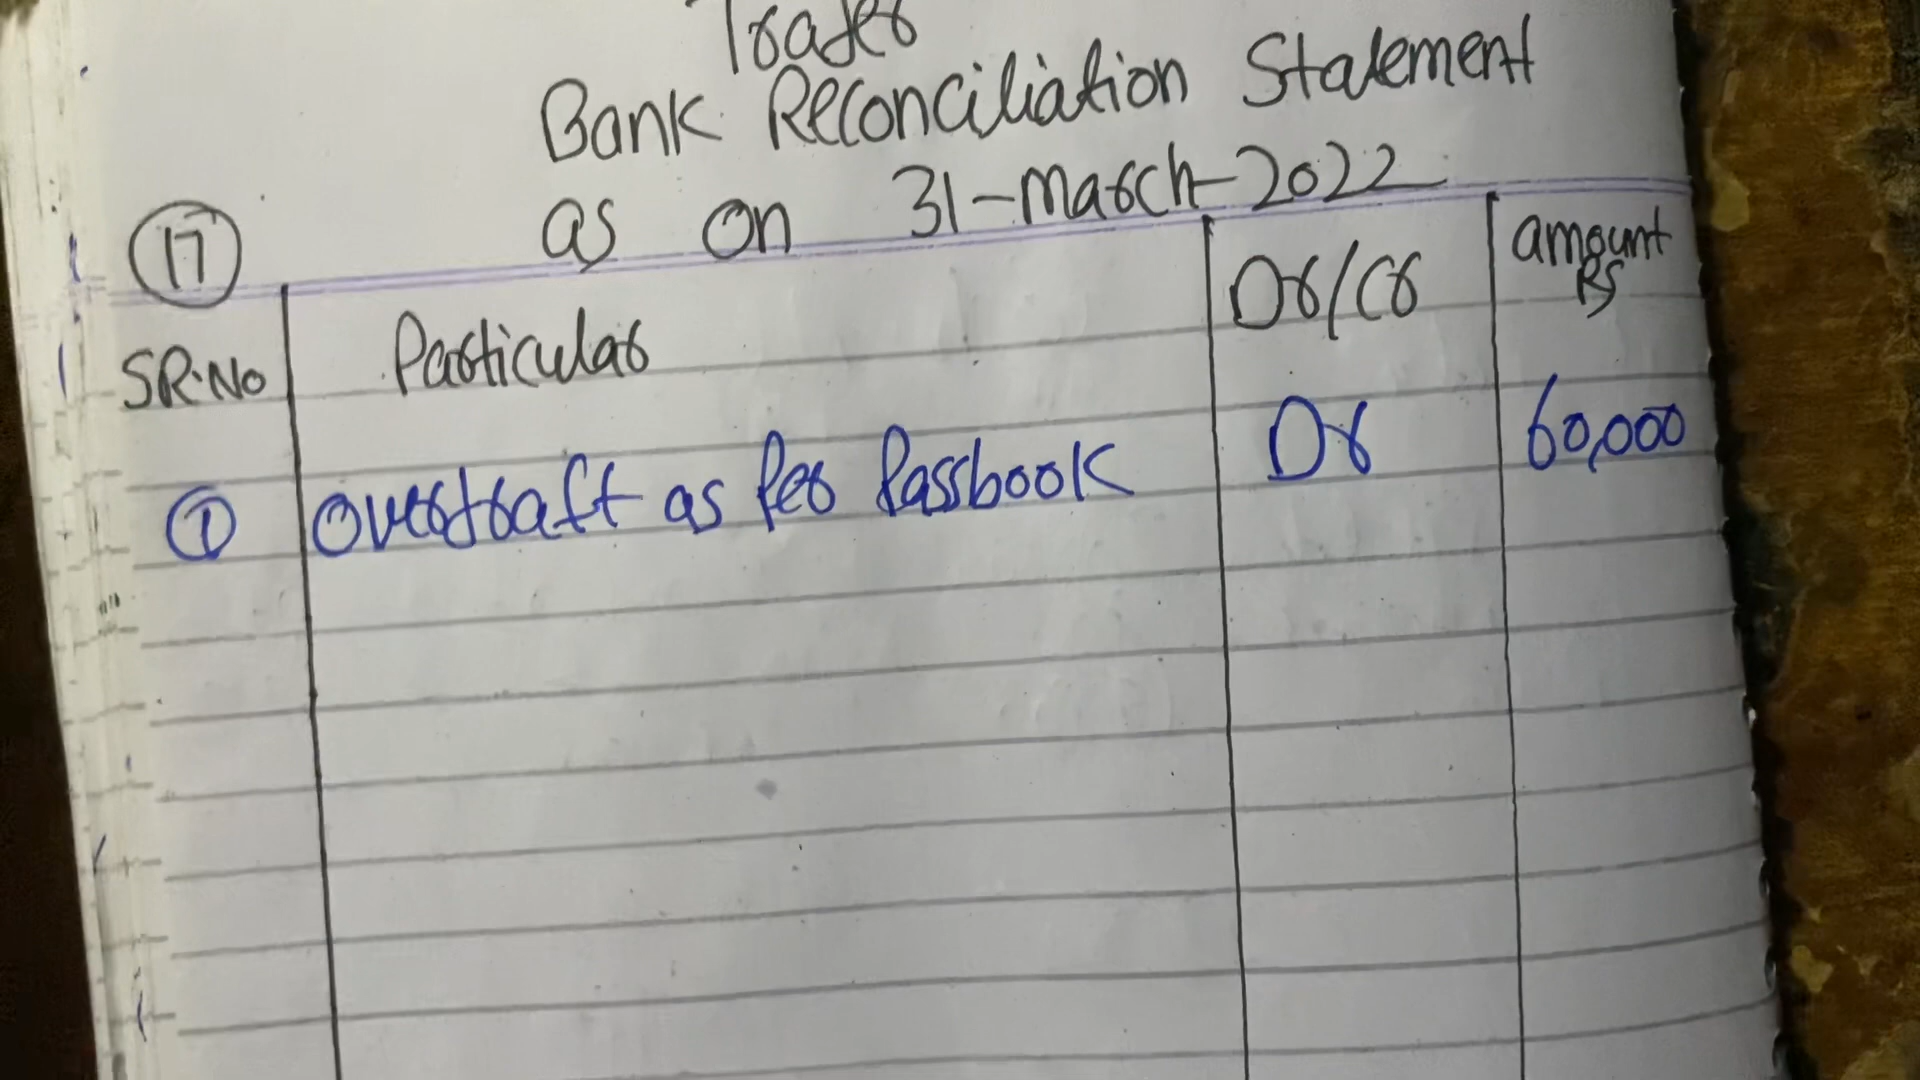 Trader
Bank Reconciliation Statement
as on 31-March-2022
17
SR.No Particular Dr/Cr amount Rs
1 Overdraft as Per Passbook Dr 60,000